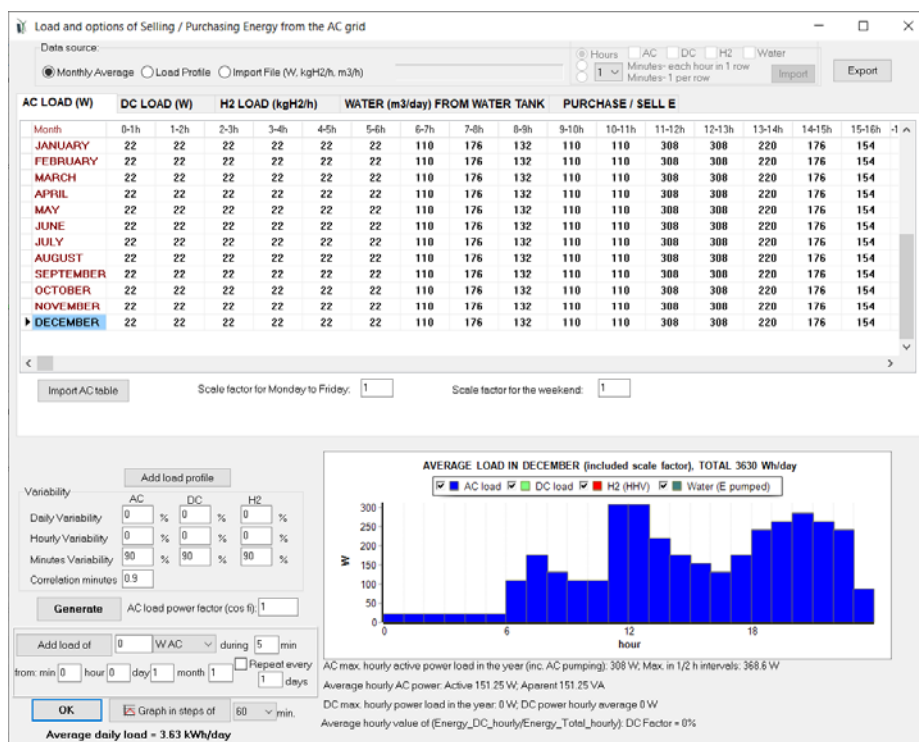 Load and options of Selling / Purchasing Energy from the AC grid
Data source:
Monthly Average Load Profile Import File (W, kgH2/h, m3/h)
Hours AC DC H2 Water
1 Minutes- each hour in 1 row
Minutes- 1 per row
Import
Export
AC LOAD (W) DC LOAD (W) H2 LOAD (kgH2/h) WATER (m3/day) FROM WATER TANK PURCHASE / SELL E
Month 0-1h 1-2h 2-3h 3-4h 4-5h 5-6h 6-7h 7-8h 8-9h 9-10h 10-11h 11-12h 12-13h 13-14h 14-15h 15-16h -1
JANUARY 22 22 22 22 22 22 110 176 132 110 110 308 308 220 176 154
FEBRUARY 22 22 22 22 22 22 110 176 132 110 110 308 308 220 176 154
MARCH 22 22 22 22 22 22 110 176 132 110 110 308 308 220 176 154
APRIL 22 22 22 22 22 22 110 176 132 110 110 308 308 220 176 154
MAY 22 22 22 22 22 22 110 176 132 110 110 308 308 220 176 154
JUNE 22 22 22 22 22 22 110 176 132 110 110 308 308 220 176 154
JULY 22 22 22 22 22 22 110 176 132 110 110 308 308 220 176 154
AUGUST 22 22 22 22 22 22 110 176 132 110 110 308 308 220 176 154
SEPTEMBER 22 22 22 22 22 22 110 176 132 110 110 308 308 220 176 154
OCTOBER 22 22 22 22 22 22 110 176 132 110 110 308 308 220 176 154
NOVEMBER 22 22 22 22 22 22 110 176 132 110 110 308 308 220 176 154
DECEMBER 22 22 22 22 22 22 110 176 132 110 110 308 308 220 176 154
Import AC table Scale factor for Monday to Friday: 1 Scale factor for the weekend: 1
Add load profile
Variability
AC DC H2
Daily Variability 0 % 0 % 0 %
Hourly Variability 0 % 0 % 0 %
Minutes Variability 90 % 90 % 90 %
Correlation minutes 0.9
Generate AC load power factor (cos fi): 1
Add load of 0 W AC during 5 min
from: min 0 hour 0 day 1 month 1 Repeat every
1 days
OK Graph in steps of 60 min.
Average daily load = 3.63 kWh/day
AVERAGE LOAD IN DECEMBER (included scale factor), TOTAL 3630 Wh/day
AC load DC load H2 (HHV) Water (E pumped)
300
250
200
150
100
50
0
W
0 6 12 18
hour
AC max. hourly active power load in the year (inc. AC pumping): 308 W; Max. in 1/2 h intervals: 368.6 W
Average hourly AC power: Active 151.25 W; Aparent 151.25 VA
DC max. hourly power load in the year: 0 W; DC power hourly average 0 W
Average hourly value of (Energy_DC_hourly/Energy_Total_hourly): DC Factor = 0%